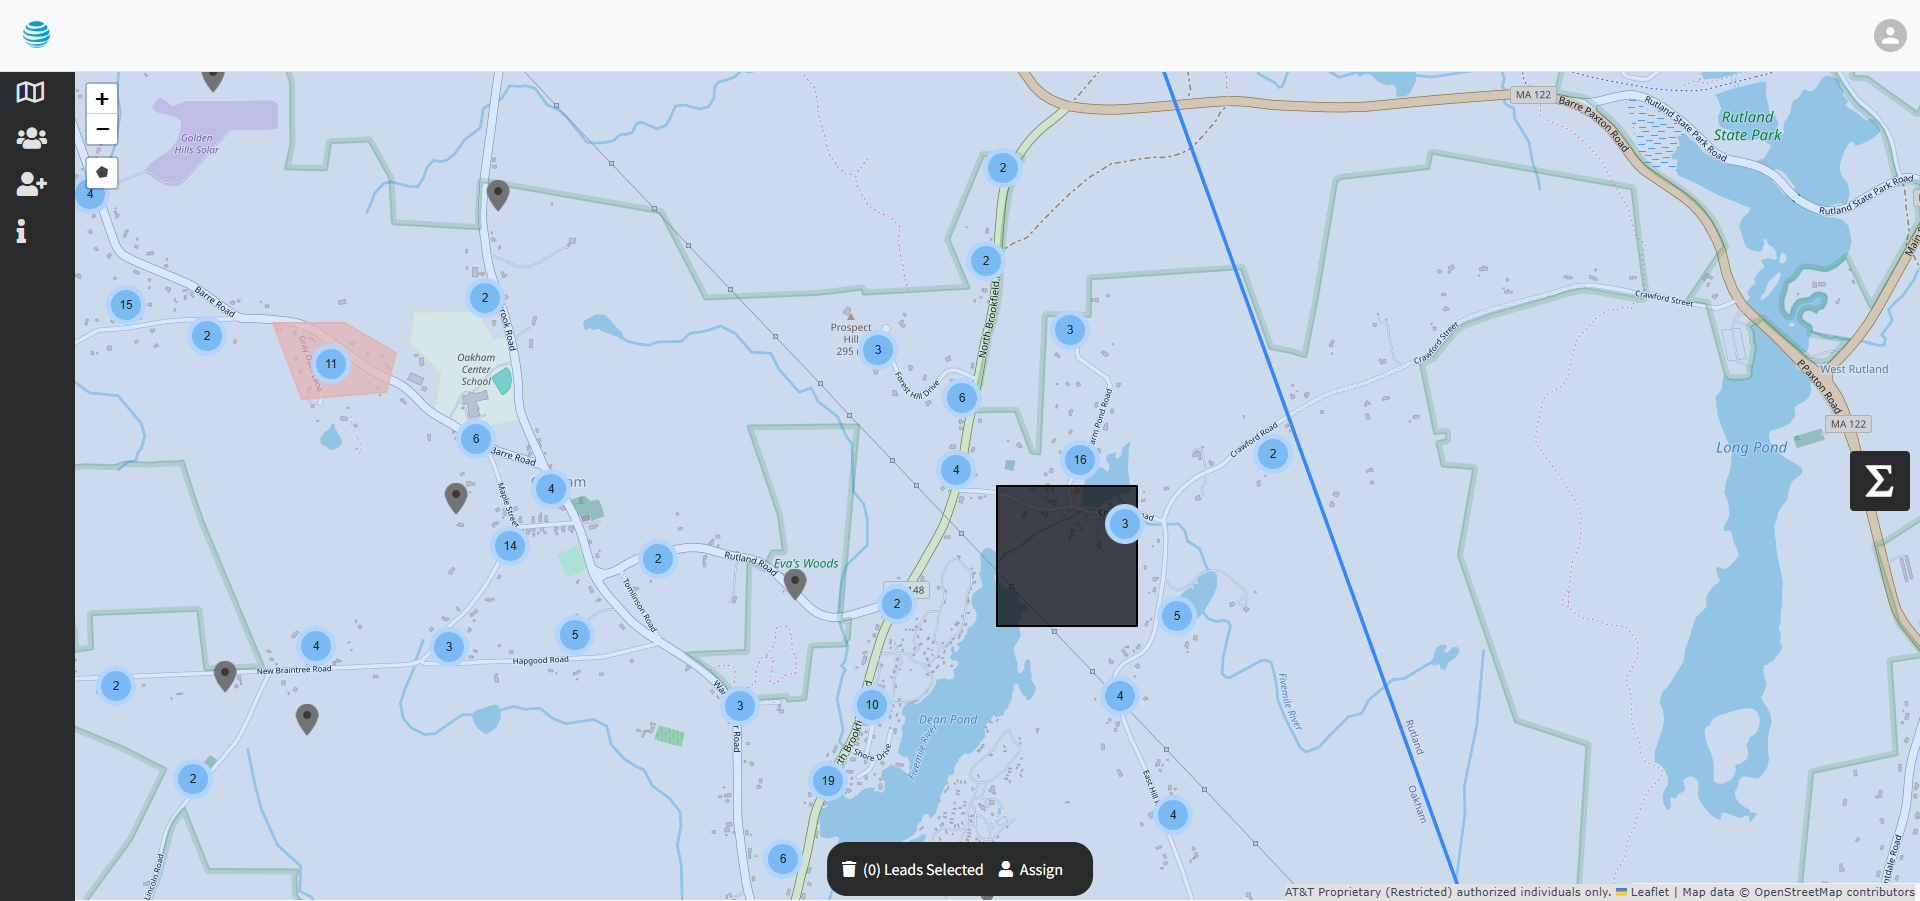 +
−
Golden
Hills Solar
MA 122
Barre Paxton Road
Rutland State Park Road
Rutland
State Park
Rutland State Park Road
4
2
2
15
Barre Road
2
2
11
Oakham
Center
School
Prospect
Hill
3
Forest Hill Drive
North Brookfield
3
6
Crawford Street
Crawford Street
West Rutland
MA 122
Long Pond
6
Barre Road
Maple Street
4
4
16
Crawford Road
2
3
14
2
Rutland Road
Eva's Woods
Tomlinson Road
2
48
5
5
4
3
Hapgood Road
New Braintree Road
2
3
10
4
Dean Pond
Fivemile River
Fivemile River
Rutland
Oakham
Shore Drive
2
19
4
6
Lincoln Road
(0) Leads Selected
Assign
Σ
AT&T Proprietary (Restricted) authorized individuals only. Leaflet | Map data © OpenStreetMap contributors